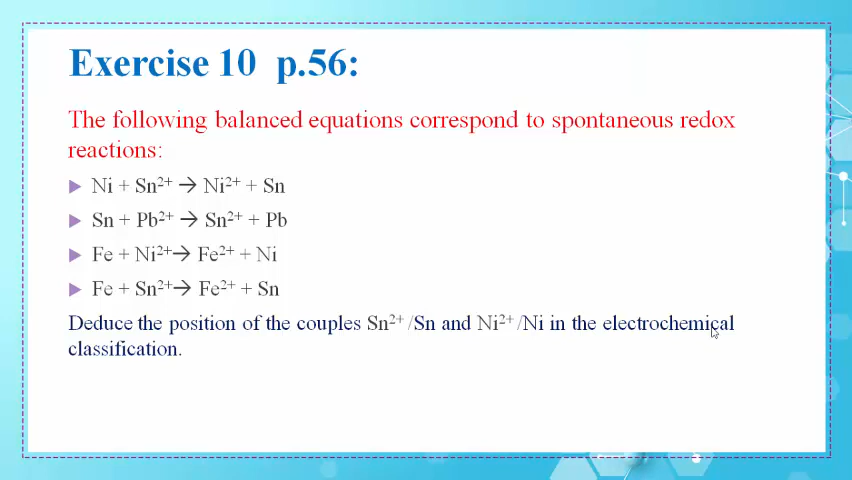 Exercise 10 p.56:
The following balanced equations correspond to spontaneous redox
reactions:
Ni + Sn²⁺ → Ni²⁺ + Sn
Sn + Pb²⁺ → Sn²⁺ + Pb
Fe + Ni²⁺→ Fe²⁺ + Ni
Fe + Sn²⁺→ Fe²⁺ + Sn
Deduce the position of the couples Sn²⁺ /Sn and Ni²⁺ /Ni in the electrochemical
classification.